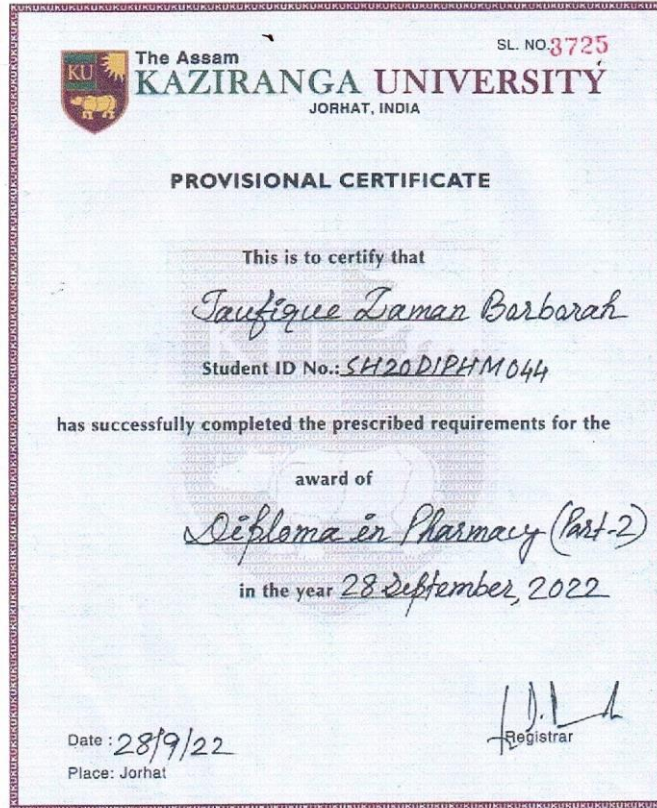 The Assam
SL. NO.3725
KU
KAZIRANGA UNIVERSITY
JORHAT, INDIA
PROVISIONAL CERTIFICATE
This is to certify that
Taufique Zaman Borborah
Student ID No.: SH20DIPHM044
has successfully completed the prescribed requirements for the
award of
Diploma in Pharmacy (Part-2)
in the year 28 September, 2022
Date : 28/9/22
Registrar
Place: Jorhat